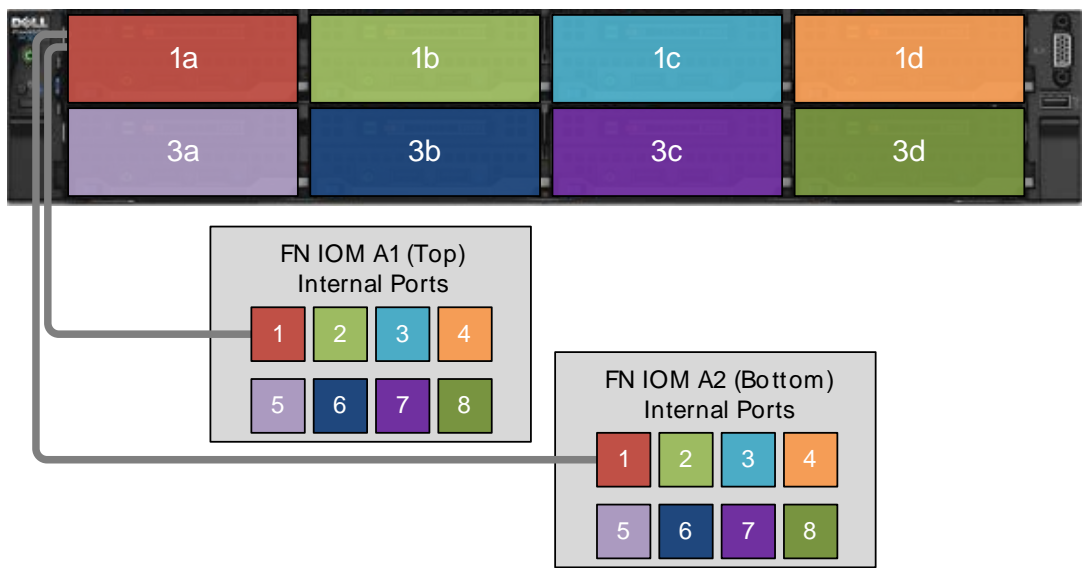 DELL
1a 1b 1c 1d
3a 3b 3c 3d
FN IOM A1 (Top)
Internal Ports
1 2 3 4
5 6 7 8
FN IOM A2 (Bottom)
Internal Ports
1 2 3 4
5 6 7 8